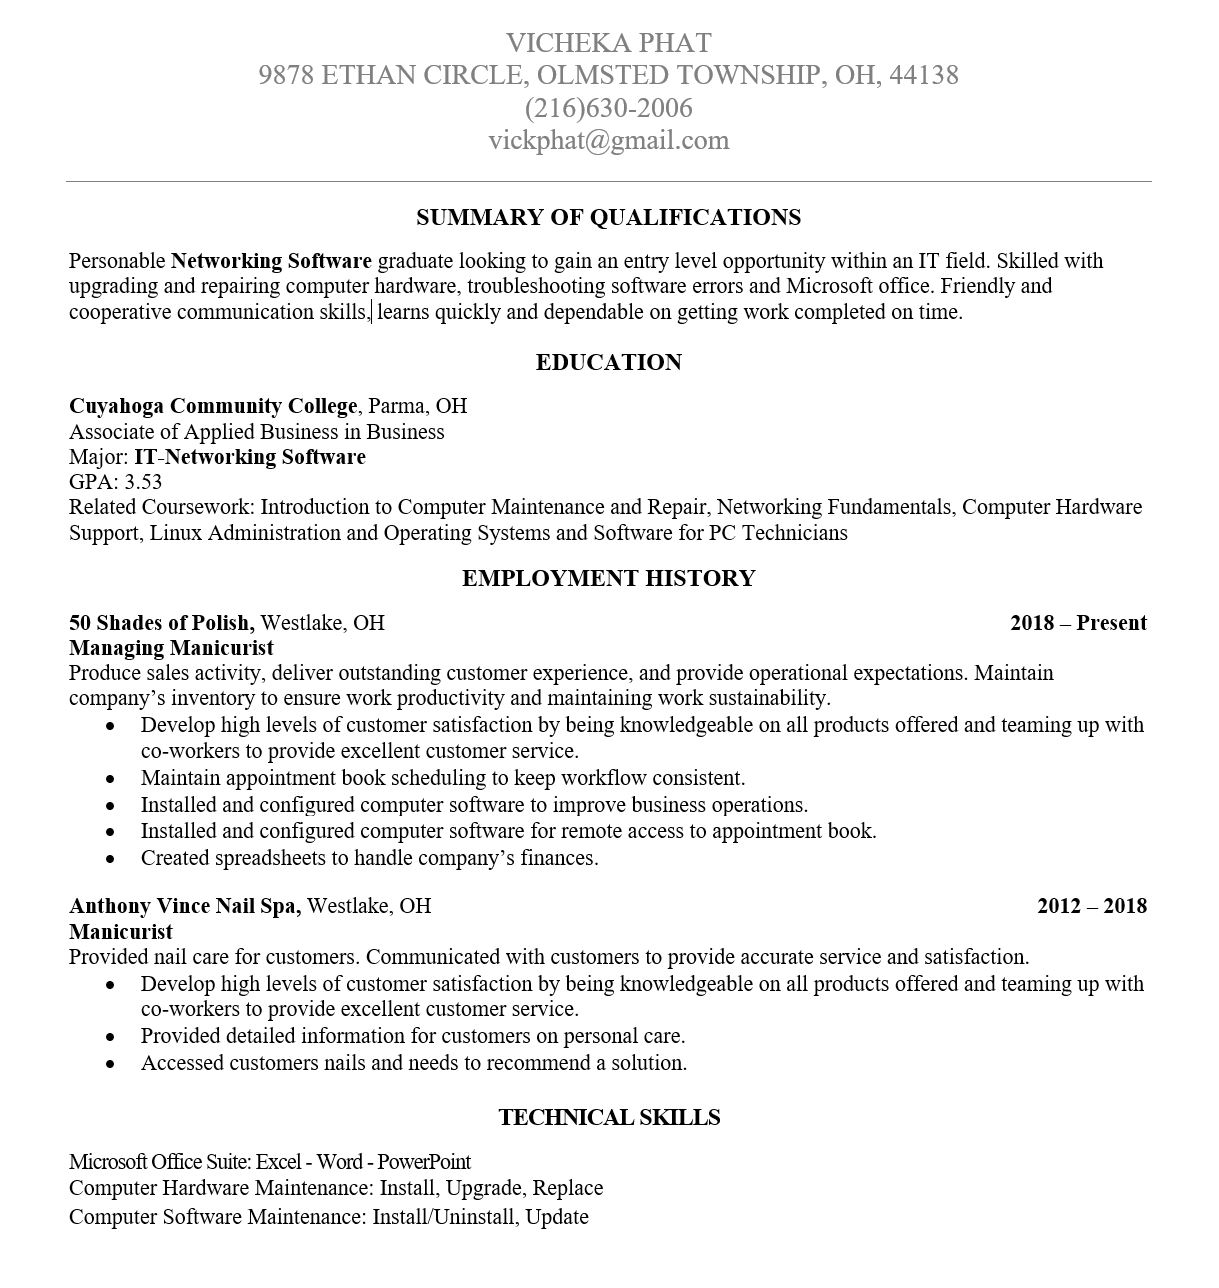 VICHEKA PHAT
9878 ETHAN CIRCLE, OLMSTED TOWNSHIP, OH, 44138
(216)630-2006
vickphat@gmail.com
SUMMARY OF QUALIFICATIONS
Personable Networking Software graduate looking to gain an entry level opportunity within an IT field. Skilled with
upgrading and repairing computer hardware, troubleshooting software errors and Microsoft office. Friendly and
cooperative communication skills, learns quickly and dependable on getting work completed on time.
EDUCATION
Cuyahoga Community College, Parma, OH
Associate of Applied Business in Business
Major: IT-Networking Software
GPA: 3.53
Related Coursework: Introduction to Computer Maintenance and Repair, Networking Fundamentals, Computer Hardware
Support, Linux Administration and Operating Systems and Software for PC Technicians
EMPLOYMENT HISTORY
50 Shades of Polish, Westlake, OH 2018 – Present
Managing Manicurist
Produce sales activity, deliver outstanding customer experience, and provide operational expectations. Maintain
company’s inventory to ensure work productivity and maintaining work sustainability.
• Develop high levels of customer satisfaction by being knowledgeable on all products offered and teaming up with
co-workers to provide excellent customer service.
• Maintain appointment book scheduling to keep workflow consistent.
• Installed and configured computer software to improve business operations.
• Installed and configured computer software for remote access to appointment book.
• Created spreadsheets to handle company’s finances.
Anthony Vince Nail Spa, Westlake, OH 2012 – 2018
Manicurist
Provided nail care for customers. Communicated with customers to provide accurate service and satisfaction.
• Develop high levels of customer satisfaction by being knowledgeable on all products offered and teaming up with
co-workers to provide excellent customer service.
• Provided detailed information for customers on personal care.
• Accessed customers nails and needs to recommend a solution.
TECHNICAL SKILLS
Microsoft Office Suite: Excel - Word - PowerPoint
Computer Hardware Maintenance: Install, Upgrade, Replace
Computer Software Maintenance: Install/Uninstall, Update